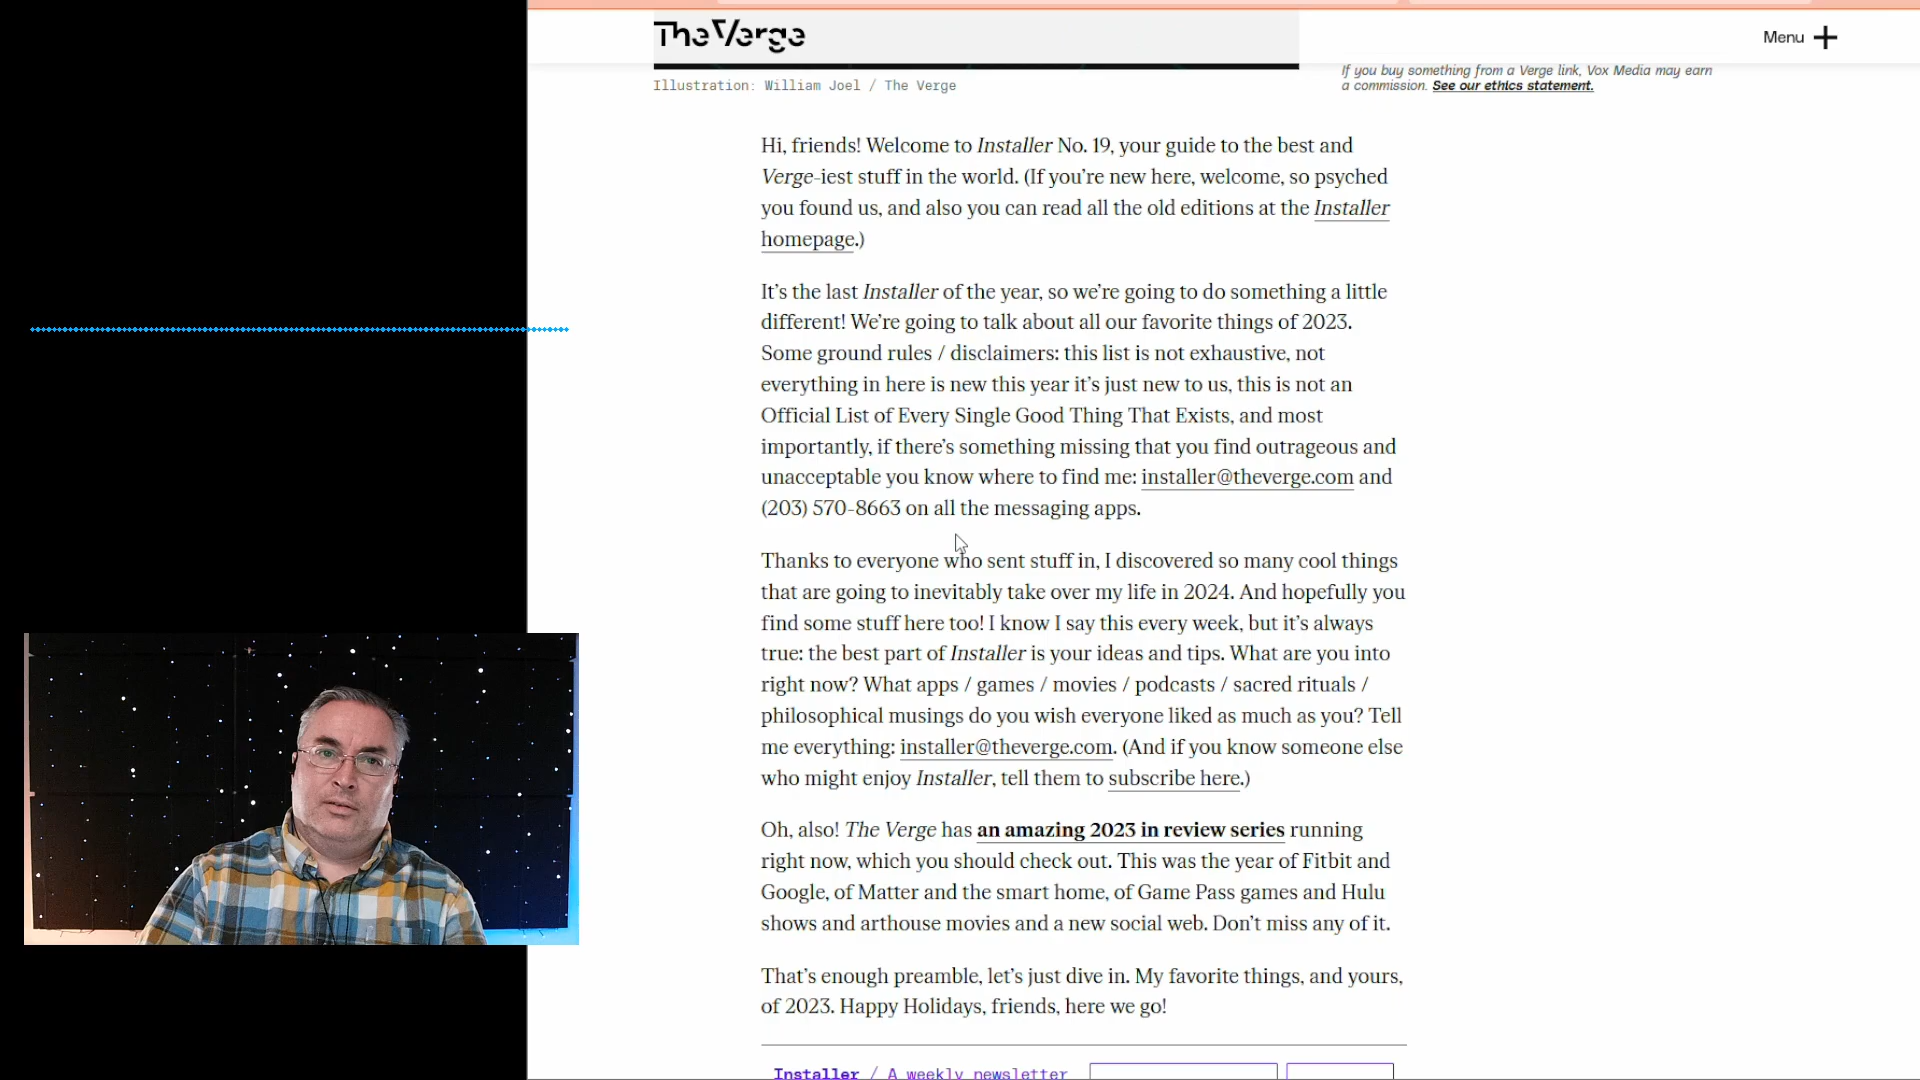 The Verge
Menu
If you buy something from a Verge link, Vox Media may earn
a commission. See our ethics statement.
Illustration: William Joel / The Verge
Hi, friends! Welcome to Installer No. 19, your guide to the best and
Verge-iest stuff in the world. (If you’re new here, welcome, so psyched
you found us, and also you can read all the old editions at the Installer
homepage.)
It’s the last Installer of the year, so we’re going to do something a little
different! We’re going to talk about all our favorite things of 2023.
Some ground rules / disclaimers: this list is not exhaustive, not
everything in here is new this year it’s just new to us, this is not an
Official List of Every Single Good Thing That Exists, and most
importantly, if there’s something missing that you find outrageous and
unacceptable you know where to find me: installer@theverge.com and
(203) 570-8663 on all the messaging apps.
Thanks to everyone who sent stuff in, I discovered so many cool things
that are going to inevitably take over my life in 2024. And hopefully you
find some stuff here too! I know I say this every week, but it’s always
true: the best part of Installer is your ideas and tips. What are you into
right now? What apps / games / movies / podcasts / sacred rituals /
philosophical musings do you wish everyone liked as much as you? Tell
me everything: installer@theverge.com. (And if you know someone else
who might enjoy Installer, tell them to subscribe here.)
Oh, also! The Verge has an amazing 2023 in review series running
right now, which you should check out. This was the year of Fitbit and
Google, of Matter and the smart home, of Game Pass games and Hulu
shows and arthouse movies and a new social web. Don’t miss any of it.
That’s enough preamble, let’s just dive in. My favorite things, and yours,
of 2023. Happy Holidays, friends, here we go!
Installer / A weekly newsletter